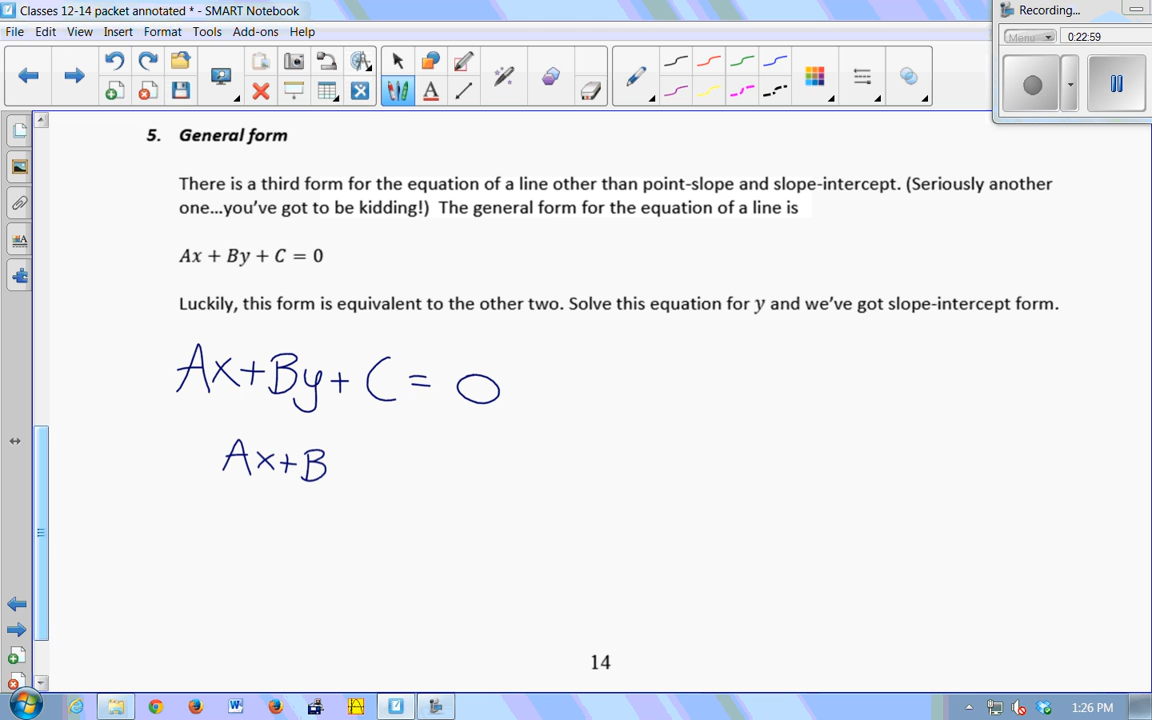 Classes 12-14 packet annotated * - SMART Notebook
Recording...
File Edit View Insert Format Tools Add-ons Help
Menu 0:22:59
5. General form
There is a third form for the equation of a line other than point-slope and slope-intercept. (Seriously another
one...you've got to be kidding!) The general form for the equation of a line is
Ax + By + C = 0
Luckily, this form is equivalent to the other two. Solve this equation for y and we've got slope-intercept form.
Ax+By+C=0
Ax+B
14
1:26 PM